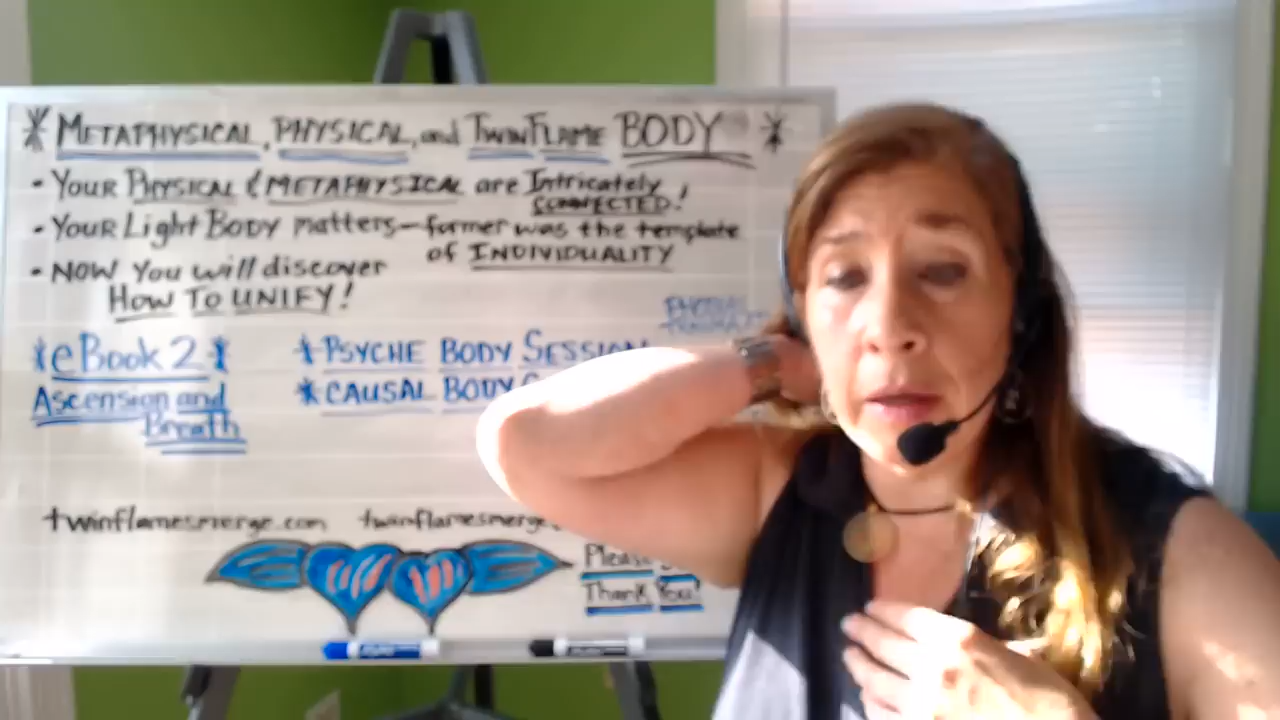 METAPHYSICAL, PHYSICAL, and TWINFLAME BODY
• YOUR PHYSICAL & METAPHYSICAL are Intricately CONNECTED!
• YOUR Light BODY matters— former was the template of INDIVIDUALITY
• NOW YOU will discover
HOW TO UNIFY!
eBook 2
Ascension and
Breath
* PSYCHE BODY SESSION
* CAUSAL BODY
twinflamesmerge.com twinflamesmerge
Please
Thank You!